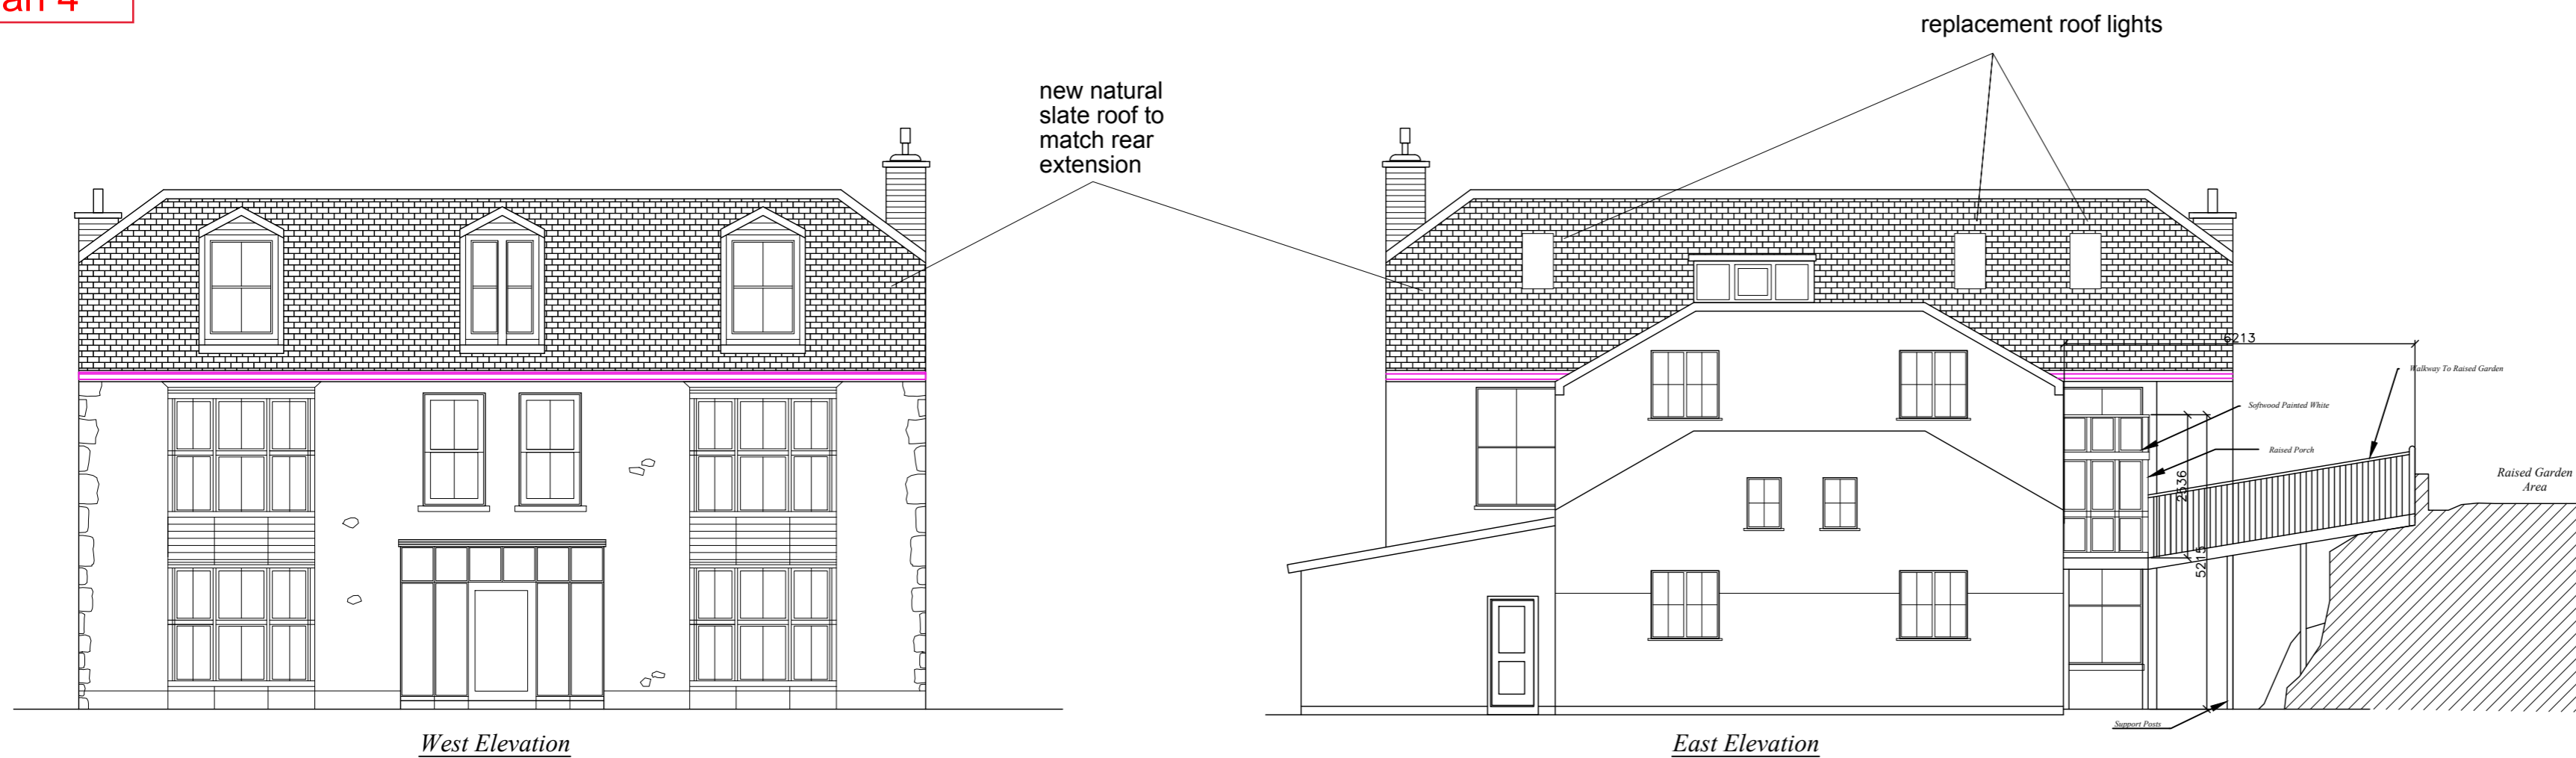 an 4
replacement roof lights
new natural
slate roof to
match rear
extension
6213
Walkway To Raised Garden
Softwood Painted White
Raised Porch
2536
5215
Raised Garden
Area
Support Posts
West Elevation
East Elevation